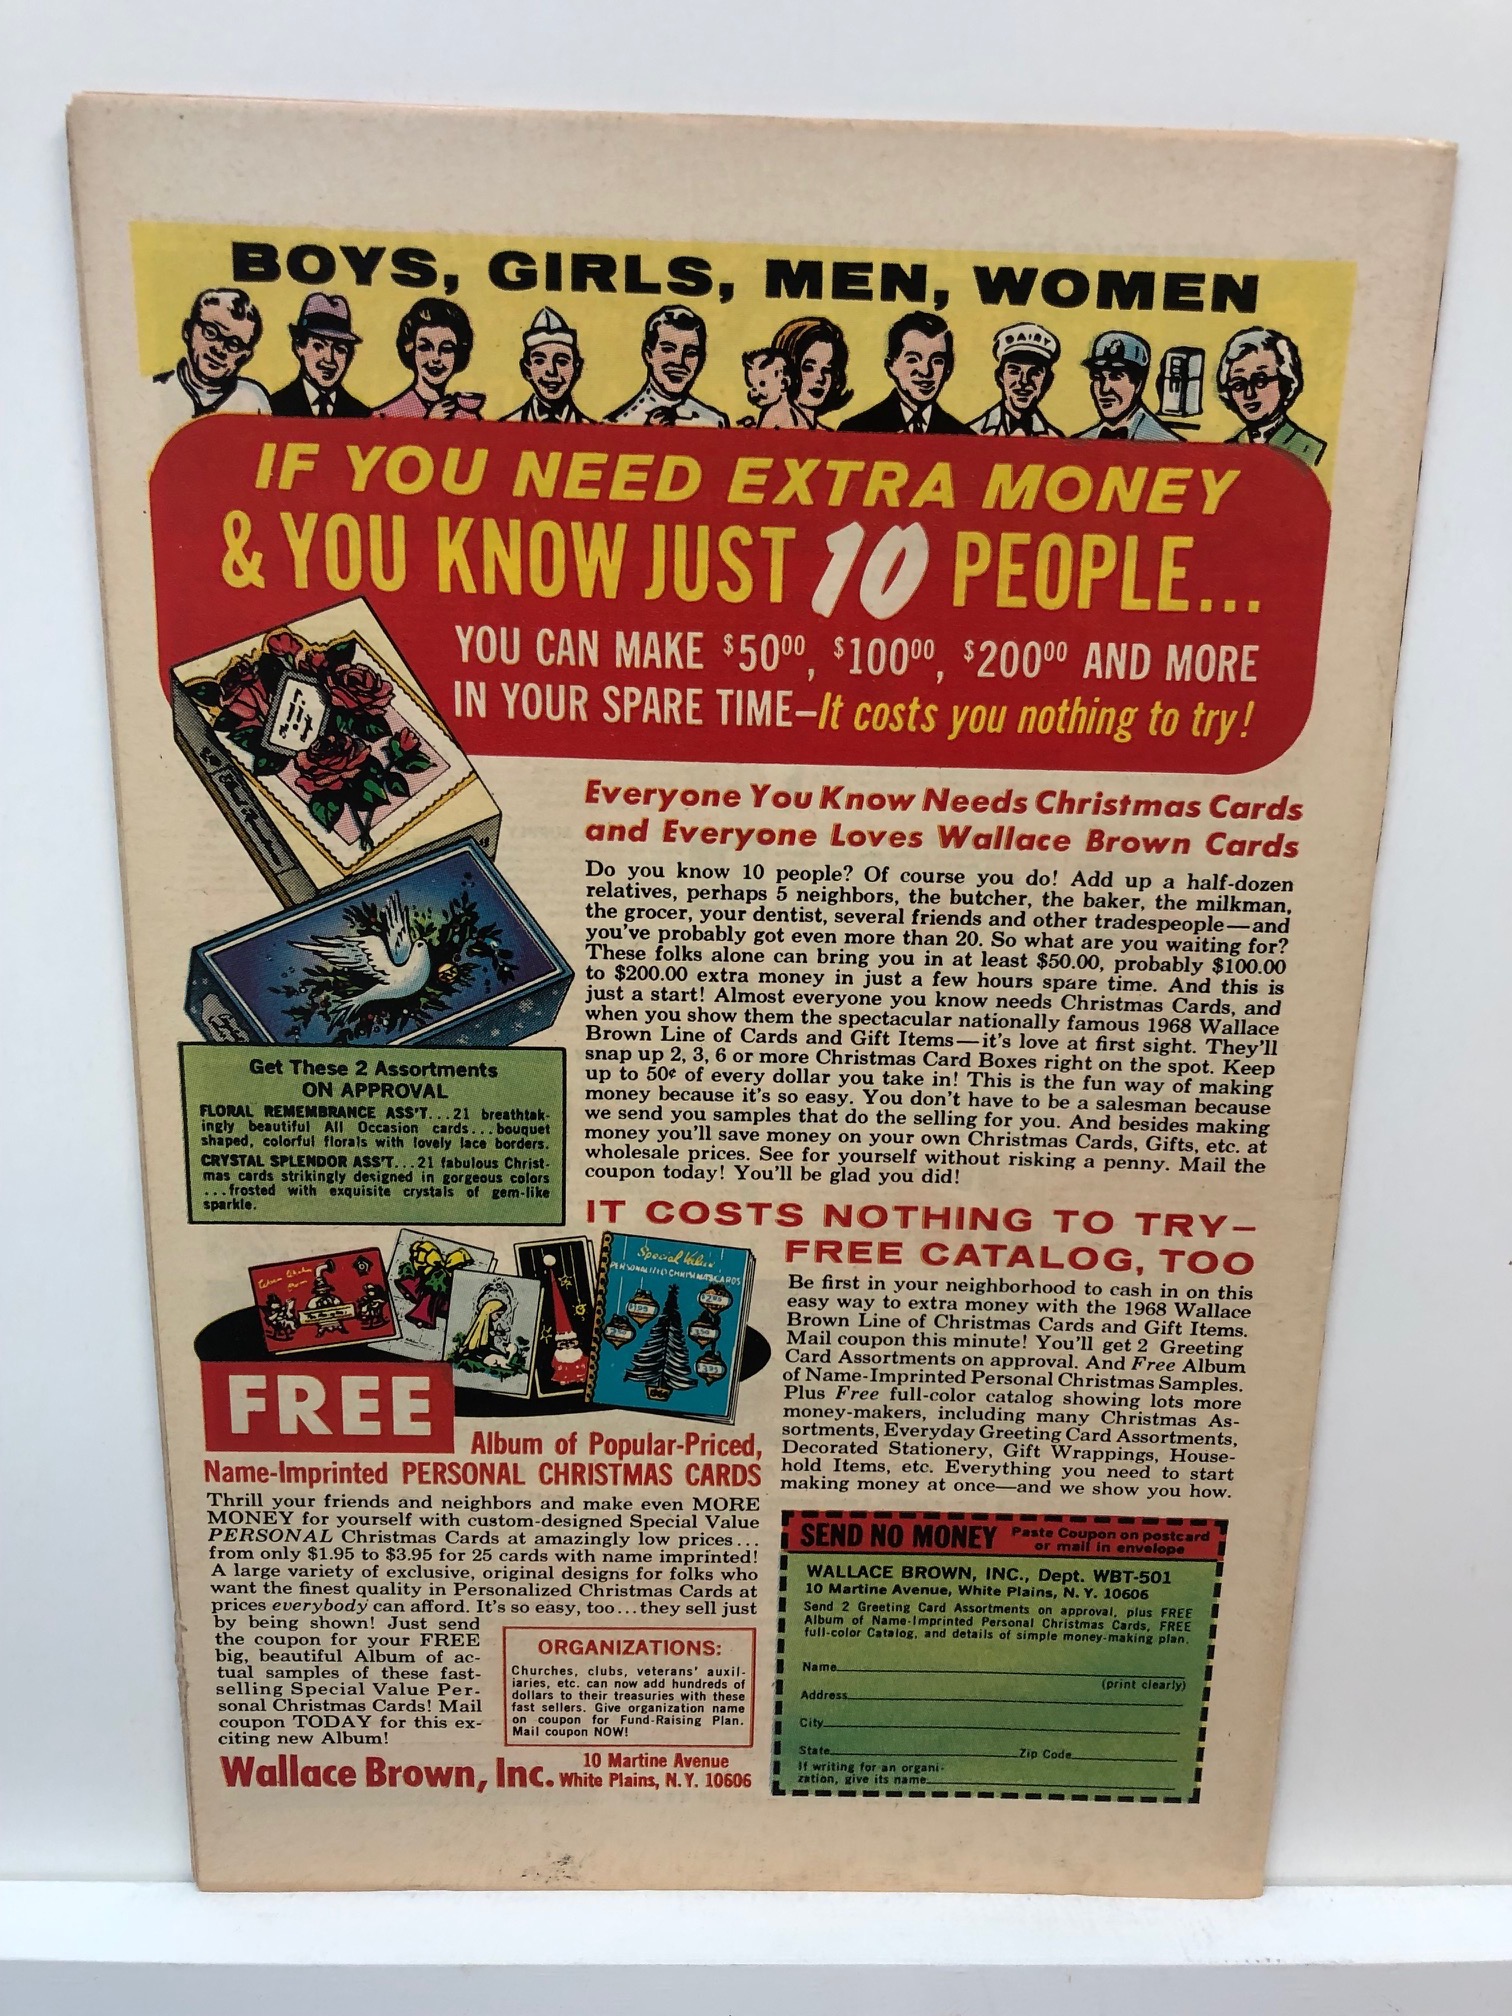 BOYS, GIRLS, MEN, WOMEN
DAIRY
IF YOU NEED EXTRA MONEY
& YOU KNOW JUST 10 PEOPLE...
YOU CAN MAKE $50⁰⁰, $100⁰⁰, $200⁰⁰ AND MORE
IN YOUR SPARE TIME—It costs you nothing to try!
Everyone You Know Needs Christmas Cards
and Everyone Loves Wallace Brown Cards
Do you know 10 people? Of course you do! Add up a half-dozen
relatives, perhaps 5 neighbors, the butcher, the baker, the milkman,
the grocer, your dentist, several friends and other tradespeople—and
you've probably got even more than 20. So what are you waiting for?
These folks alone can bring you in at least $50.00, probably $100.00
to $200.00 extra money in just a few hours spare time. And this is
just a start! Almost everyone you know needs Christmas Cards, and
when you show them the spectacular nationally famous 1968 Wallace
Brown Line of Cards and Gift Items—it's love at first sight. They'll
snap up 2, 3, 6 or more Christmas Card Boxes right on the spot. Keep
up to 50¢ of every dollar you take in! This is the fun way of making
money because it's so easy. You don't have to be a salesman because
we send you samples that do the selling for you. And besides making
money you'll save money on your own Christmas Cards, Gifts, etc. at
wholesale prices. See for yourself without risking a penny. Mail the
coupon today! You'll be glad you did!
Get These 2 Assortments
ON APPROVAL
FLORAL REMEMBRANCE ASS'T...21 breathtak-
ingly beautiful All Occasion cards...bouquet
shaped, colorful florals with lovely lace borders.
CRYSTAL SPLENDOR ASS'T...21 fabulous Christ-
mas cards strikingly designed in gorgeous colors
...frosted with exquisite crystals of gem-like
sparkle.
IT COSTS NOTHING TO TRY—
FREE CATALOG, TOO
Be first in your neighborhood to cash in on this
easy way to extra money with the 1968 Wallace
Brown Line of Christmas Cards and Gift Items.
Mail coupon this minute! You'll get 2 Greeting
Card Assortments on approval. And Free Album
of Name-Imprinted Personal Christmas Samples.
Plus Free full-color catalog showing lots more
money-makers, including many Christmas As-
sortments, Everyday Greeting Card Assortments,
Decorated Stationery, Gift Wrappings, House-
hold Items, etc. Everything you need to start
making money at once—and we show you how.
Special Value
PERSONALIZED CHRISTMAS CARDS
$1.95
2.95
3.95
FREE
Album of Popular-Priced,
Name-Imprinted PERSONAL CHRISTMAS CARDS
Thrill your friends and neighbors and make even MORE
MONEY for yourself with custom-designed Special Value
PERSONAL Christmas Cards at amazingly low prices...
from only $1.95 to $3.95 for 25 cards with name imprinted!
A large variety of exclusive, original designs for folks who
want the finest quality in Personalized Christmas Cards at
prices everybody can afford. It's so easy, too...they sell just
by being shown! Just send
the coupon for your FREE
big, beautiful Album of ac-
tual samples of these fast-
selling Special Value Per-
sonal Christmas Cards! Mail
coupon TODAY for this ex-
citing new Album!
ORGANIZATIONS:
Churches, clubs, veterans' auxil-
iaries, etc. can now add hundreds of
dollars to their treasuries with these
fast sellers. Give organization name
on coupon for Fund-Raising Plan.
Mail coupon NOW!
Wallace Brown, Inc. 10 Martine Avenue
White Plains, N.Y. 10606
SEND NO MONEY Paste Coupon on postcard
or mail in envelope
WALLACE BROWN, INC., Dept. WBT-501
10 Martine Avenue, White Plains, N. Y. 10606
Send 2 Greeting Card Assortments on approval, plus FREE
Album of Name-Imprinted Personal Christmas Cards, FREE
full-color Catalog, and details of simple money-making plan.
Name
(print clearly)
Address
City
State Zip Code
If writing for an organi-
zation, give its name